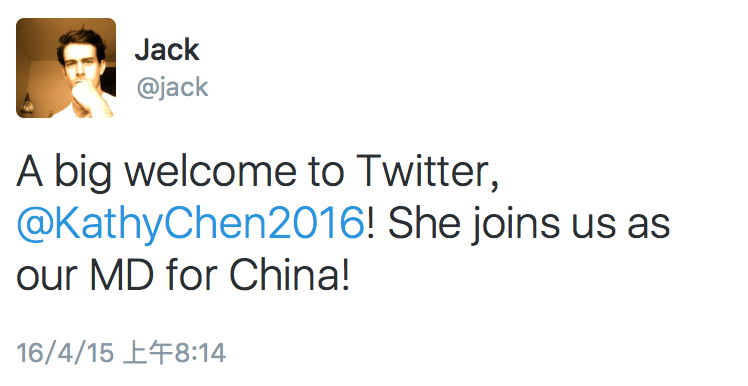 Jack
@jack
A big welcome to Twitter,
@KathyChen2016! She joins us as
our MD for China!
16/4/15 上午8:14